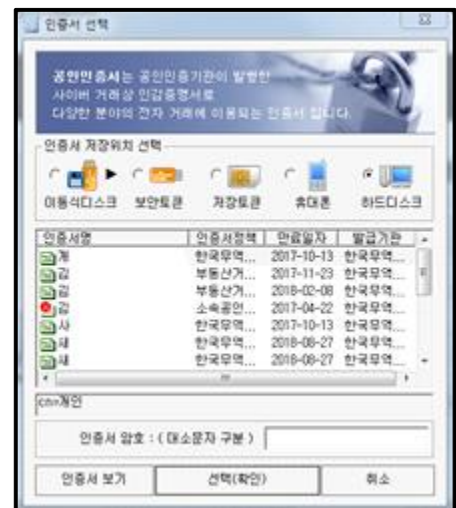 인증서 선택
공인인증서는 공인인증기관이 발행한
사이버 거래상 인감증명서로
다양한 분야의 전자 거래에 이용되는 인증서 입니다.
인증서 저장위치 선택
이동식디스크 보안토큰 저장토큰 휴대폰 하드디스크
인증서명 인증서정책 만료일자 발급기관
계 한국무역... 2017-10-13 한국무역...
김 부동산거... 2017-11-23 한국무역...
김 부동산거... 2018-02-08 한국무역...
김 소속공인... 2017-04-22 한국무역...
사 한국무역... 2017-10-13 한국무역...
새 한국무역... 2018-08-27 한국무역...
새 한국무역... 2018-08-27 한국무역...
cn=개인
인증서 암호 : ( 대소문자 구분 )
인증서 보기 선택(확인) 취소